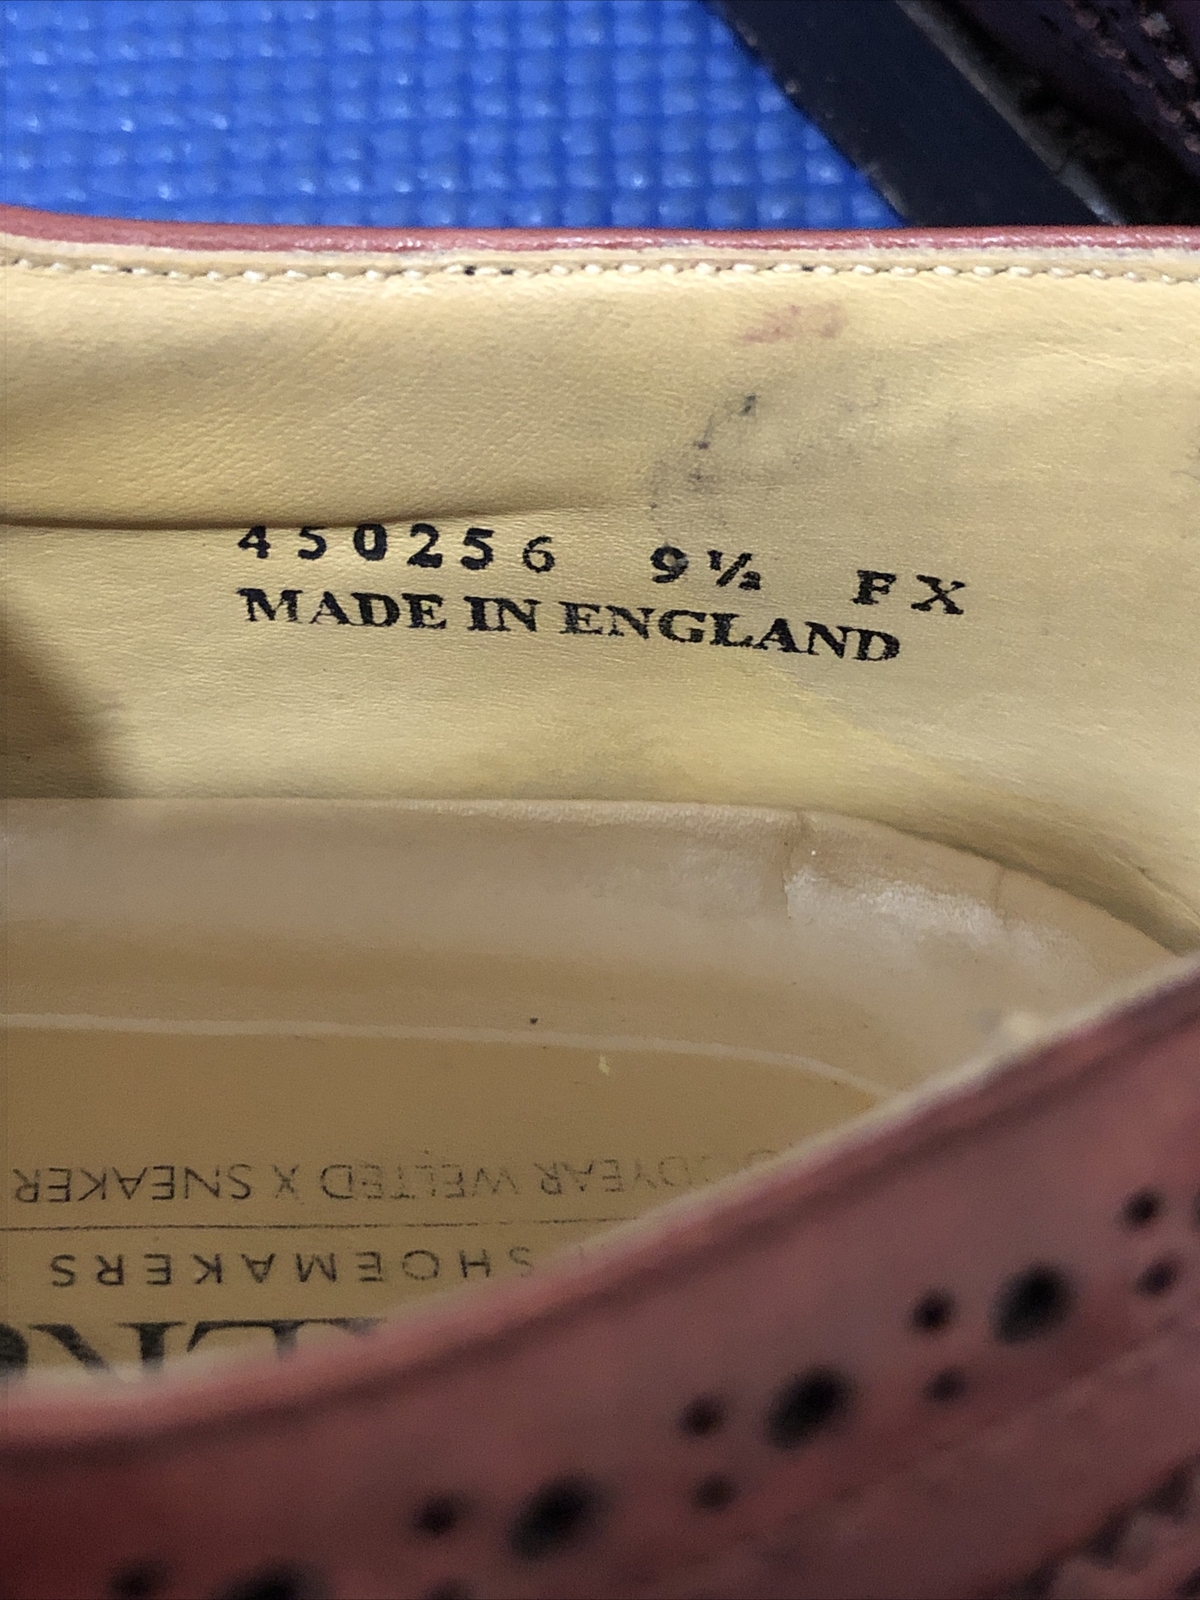 450256 9½ FX
MADE IN ENGLAND
SHOEMAKERS
WELTED X SNEAKER